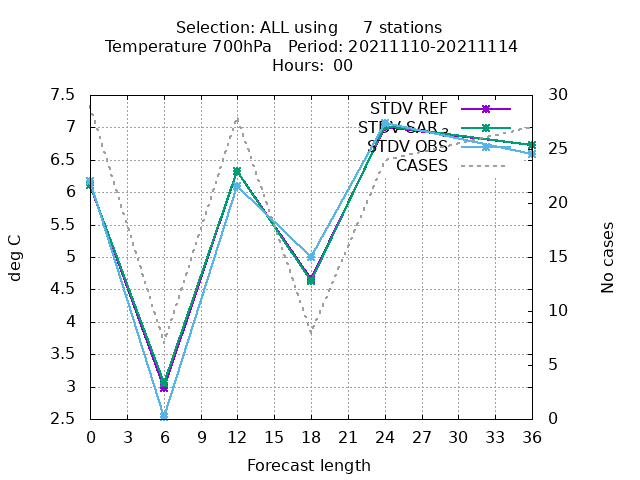 Selection: ALL using 7 stations
Temperature 700hPa Period: 20211110-20211114
Hours: 00
STDV REF
STDV SAR_3
STDV OBS
CASES
7.5
7
6.5
6
5.5
5
4.5
4
3.5
3
2.5
deg C
30
25
20
15
10
5
0
No cases
0 3 6 9 12 15 18 21 24 27 30 33 36
Forecast length